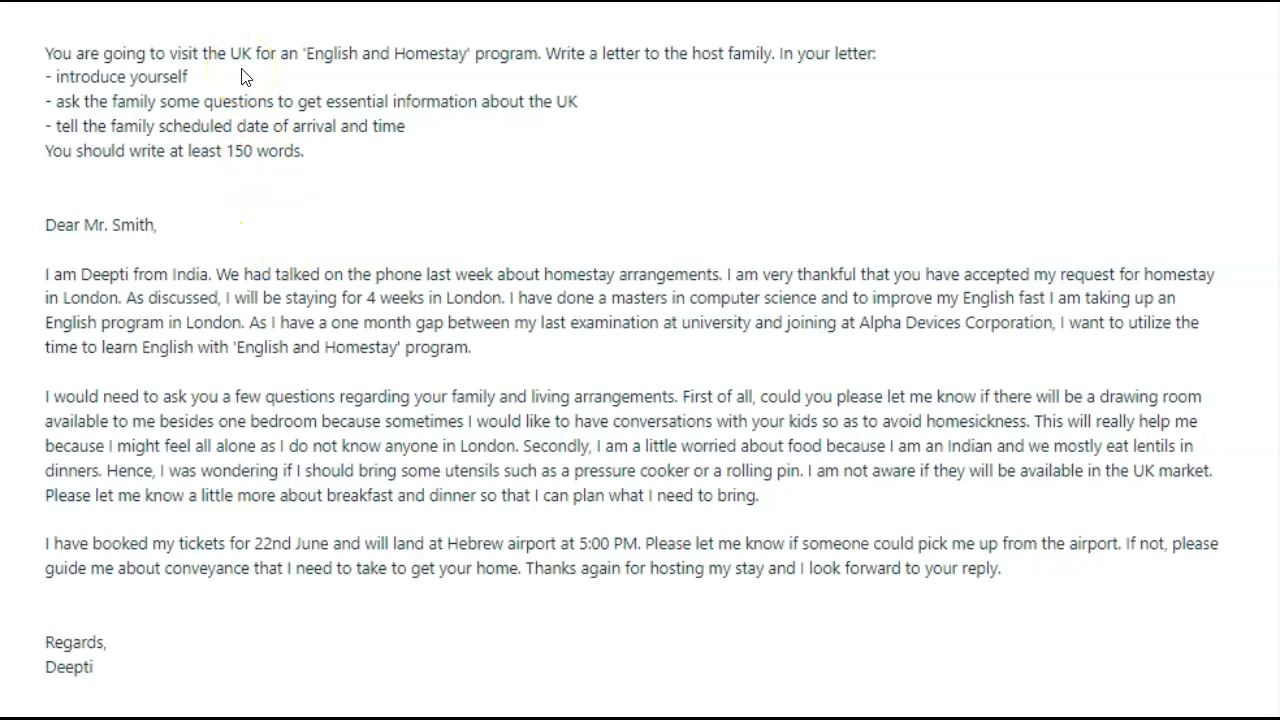 You are going to visit the UK for an 'English and Homestay' program. Write a letter to the host family. In your letter:
- introduce yourself
- ask the family some questions to get essential information about the UK
- tell the family scheduled date of arrival and time
You should write at least 150 words.
Dear Mr. Smith,
I am Deepti from India. We had talked on the phone last week about homestay arrangements. I am very thankful that you have accepted my request for homestay
in London. As discussed, I will be staying for 4 weeks in London. I have done a masters in computer science and to improve my English fast I am taking up an
English program in London. As I have a one month gap between my last examination at university and joining at Alpha Devices Corporation, I want to utilize the
time to learn English with 'English and Homestay' program.
I would need to ask you a few questions regarding your family and living arrangements. First of all, could you please let me know if there will be a drawing room
available to me besides one bedroom because sometimes I would like to have conversations with your kids so as to avoid homesickness. This will really help me
because I might feel all alone as I do not know anyone in London. Secondly, I am a little worried about food because I am an Indian and we mostly eat lentils in
dinners. Hence, I was wondering if I should bring some utensils such as a pressure cooker or a rolling pin. I am not aware if they will be available in the UK market.
Please let me know a little more about breakfast and dinner so that I can plan what I need to bring.
I have booked my tickets for 22nd June and will land at Hebrew airport at 5:00 PM. Please let me know if someone could pick me up from the airport. If not, please
guide me about conveyance that I need to take to get your home. Thanks again for hosting my stay and I look forward to your reply.
Regards,
Deepti